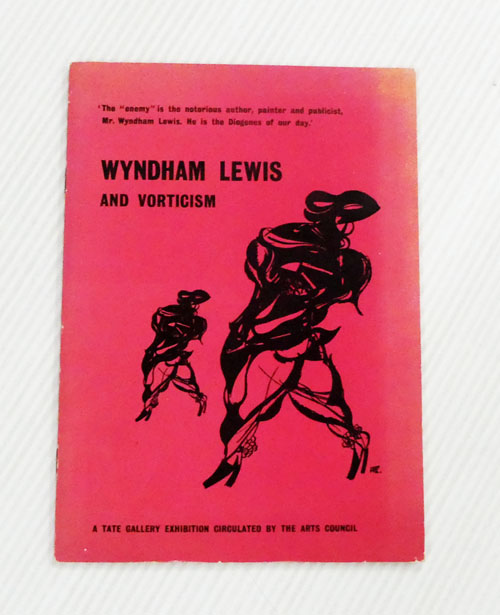 'The "enemy" is the notorious author, painter and publicist,
Mr. Wyndham Lewis. He is the Diogenes of our day.'
WYNDHAM LEWIS
AND VORTICISM
A TATE GALLERY EXHIBITION CIRCULATED BY THE ARTS COUNCIL